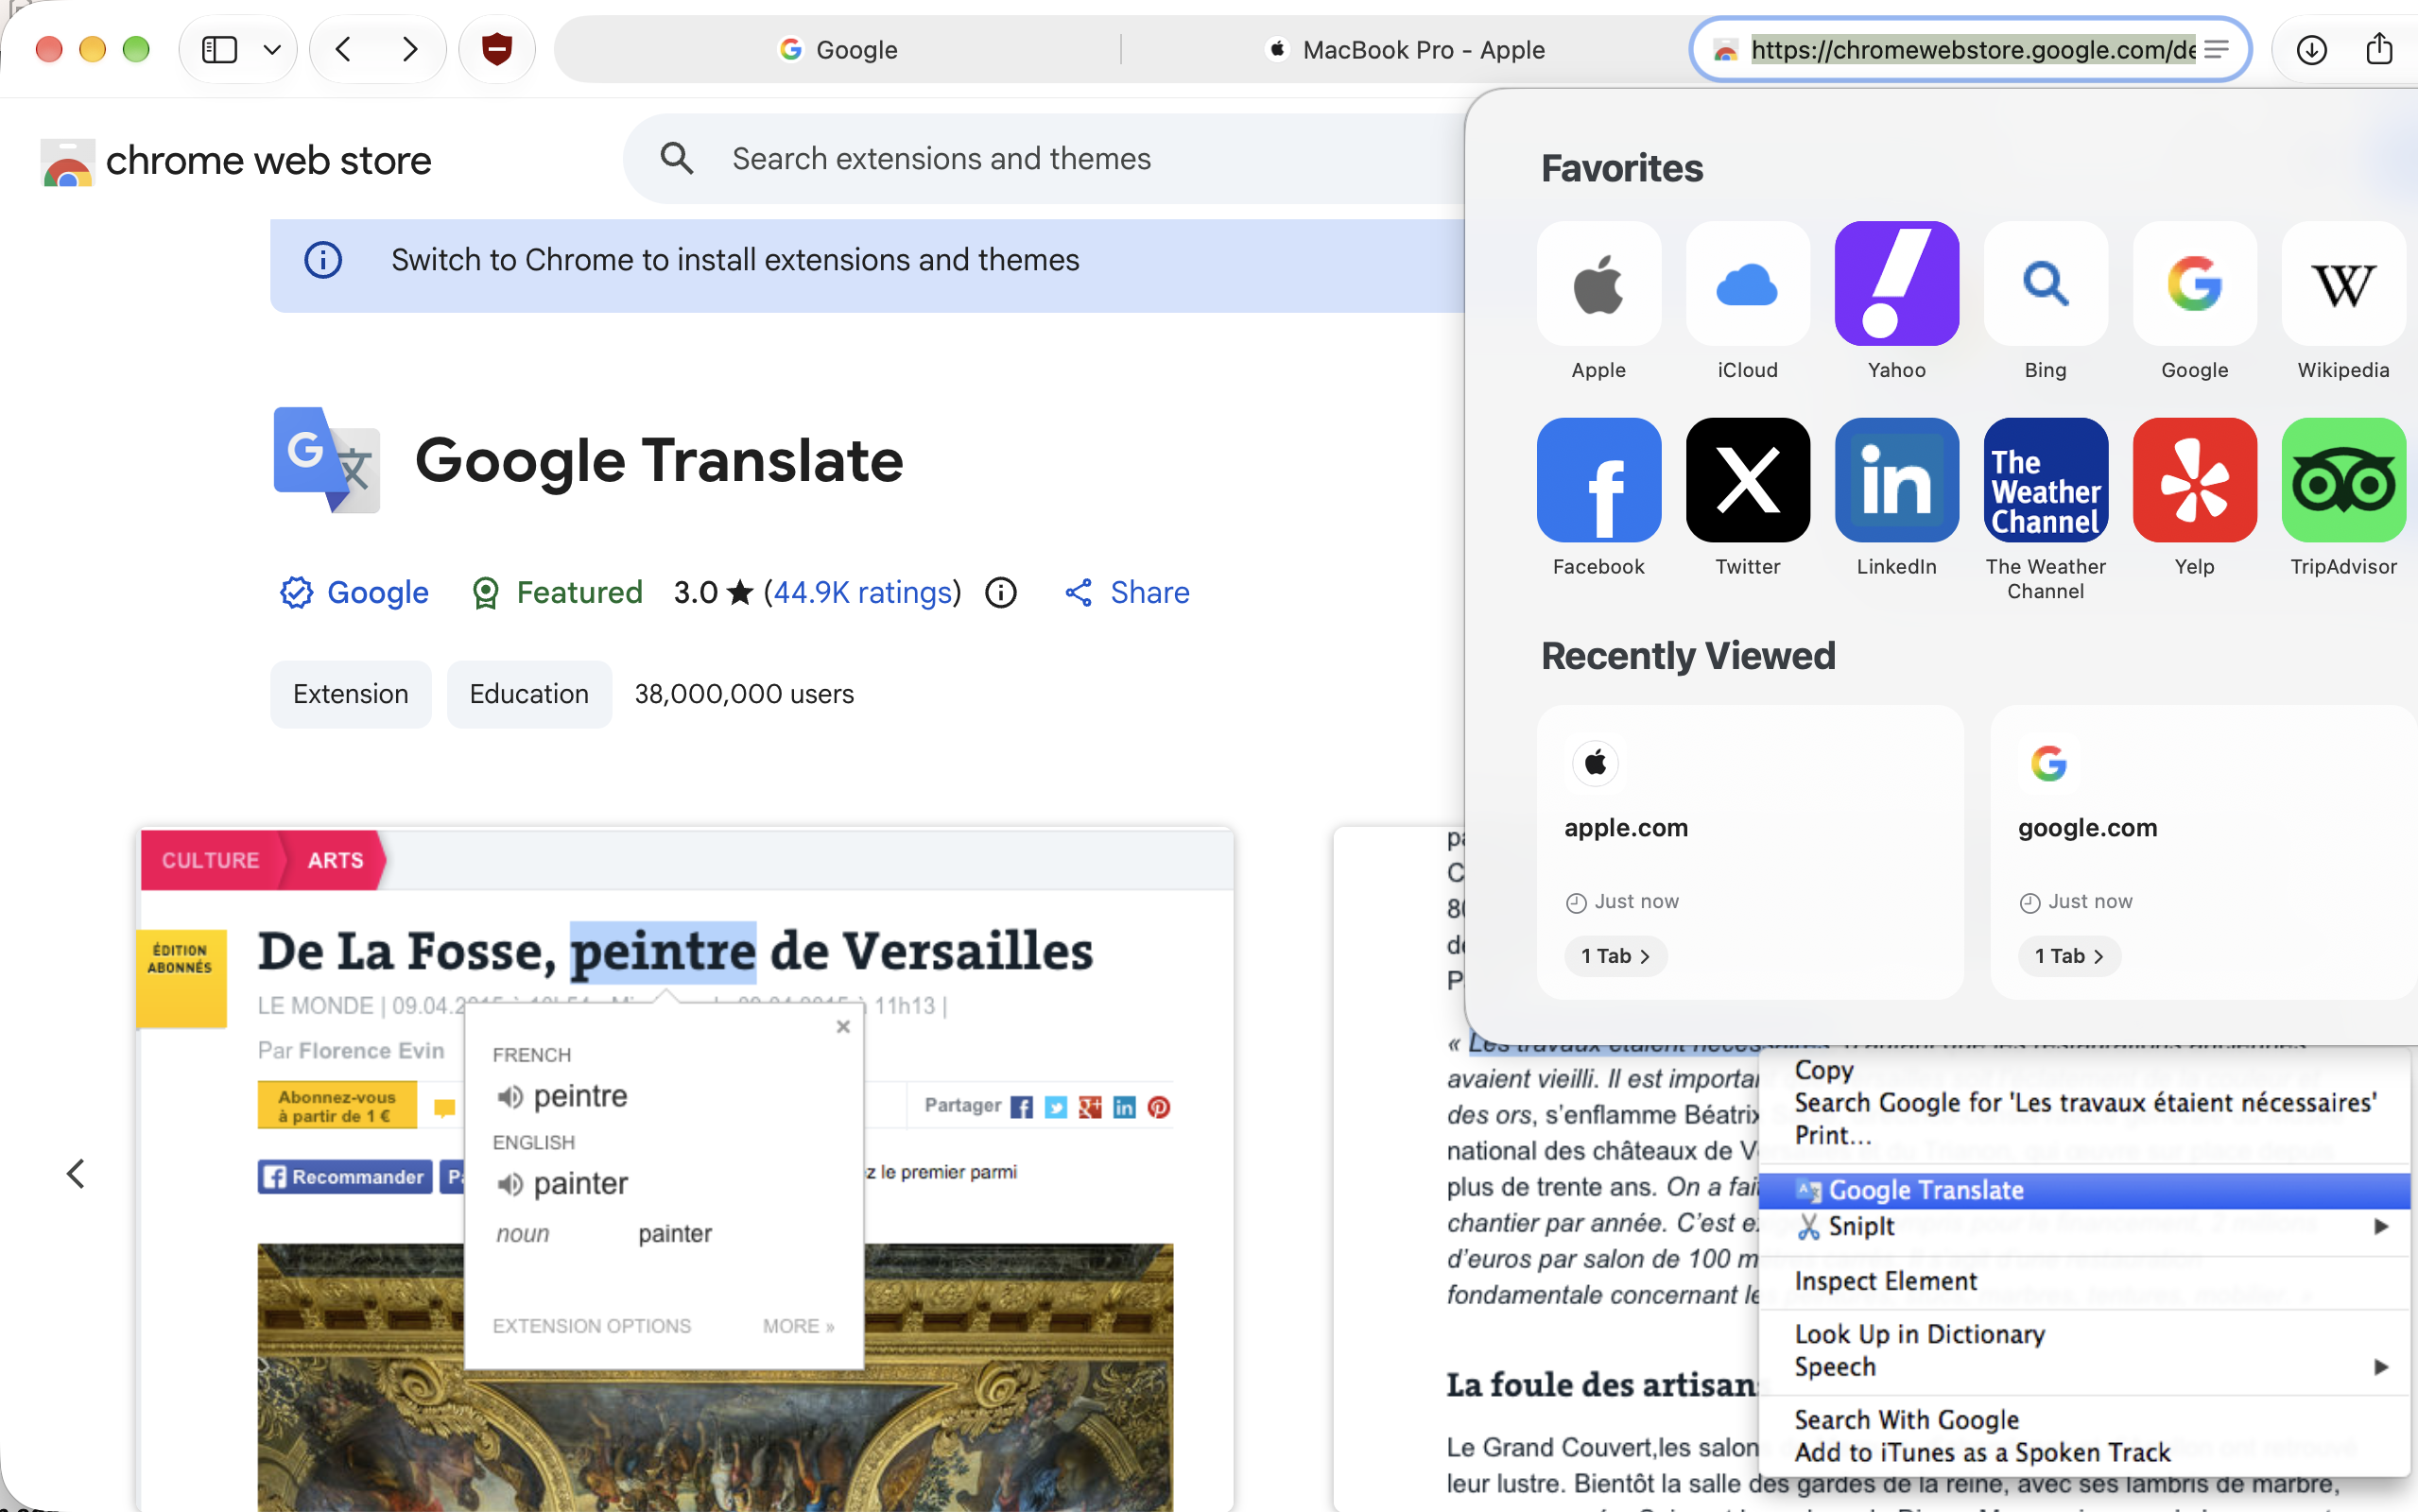 Google
MacBook Pro - Apple
https://chromewebstore.google.com/de
chrome web store
Search extensions and themes
Switch to Chrome to install extensions and themes
Google Translate
Google
Featured
3.0 ★ (44.9K ratings)
Share
Extension
Education
38,000,000 users
Favorites
Apple
iCloud
Yahoo
Bing
Google
Wikipedia
The
Weather
Channel
Facebook
Twitter
LinkedIn
The Weather
Channel
Yelp
TripAdvisor
Recently Viewed
apple.com
Just now
1 Tab >
google.com
Just now
1 Tab >
CULTURE
ARTS
ÉDITION
ABONNÉS
De La Fosse, peintre de Versailles
LE MONDE | 09.04. à 11h13 |
Par Florence Evin
Abonnez-vous
à partir de 1 €
Partager
Recommander
le premier parmi
FRENCH
peintre
ENGLISH
painter
noun painter
EXTENSION OPTIONS
MORE »
« Les travaux étaient
avaient vieilli. Il est
des ors, s’enflamme
national des châteaux de
plus de trente ans. On a
chantier par année. C’est
d’euros par salon de 100
fondamentale concernant
La foule des artisans
Le Grand Couvert,les
leur lustre. Bientôt la salle des gardes de la reine, avec ses lambris de marbre,
Copy
Search Google for 'Les travaux étaient nécessaires'
Print...
Google Translate
SnipIt
Inspect Element
Look Up in Dictionary
Speech
Search With Google
Add to iTunes as a Spoken Track